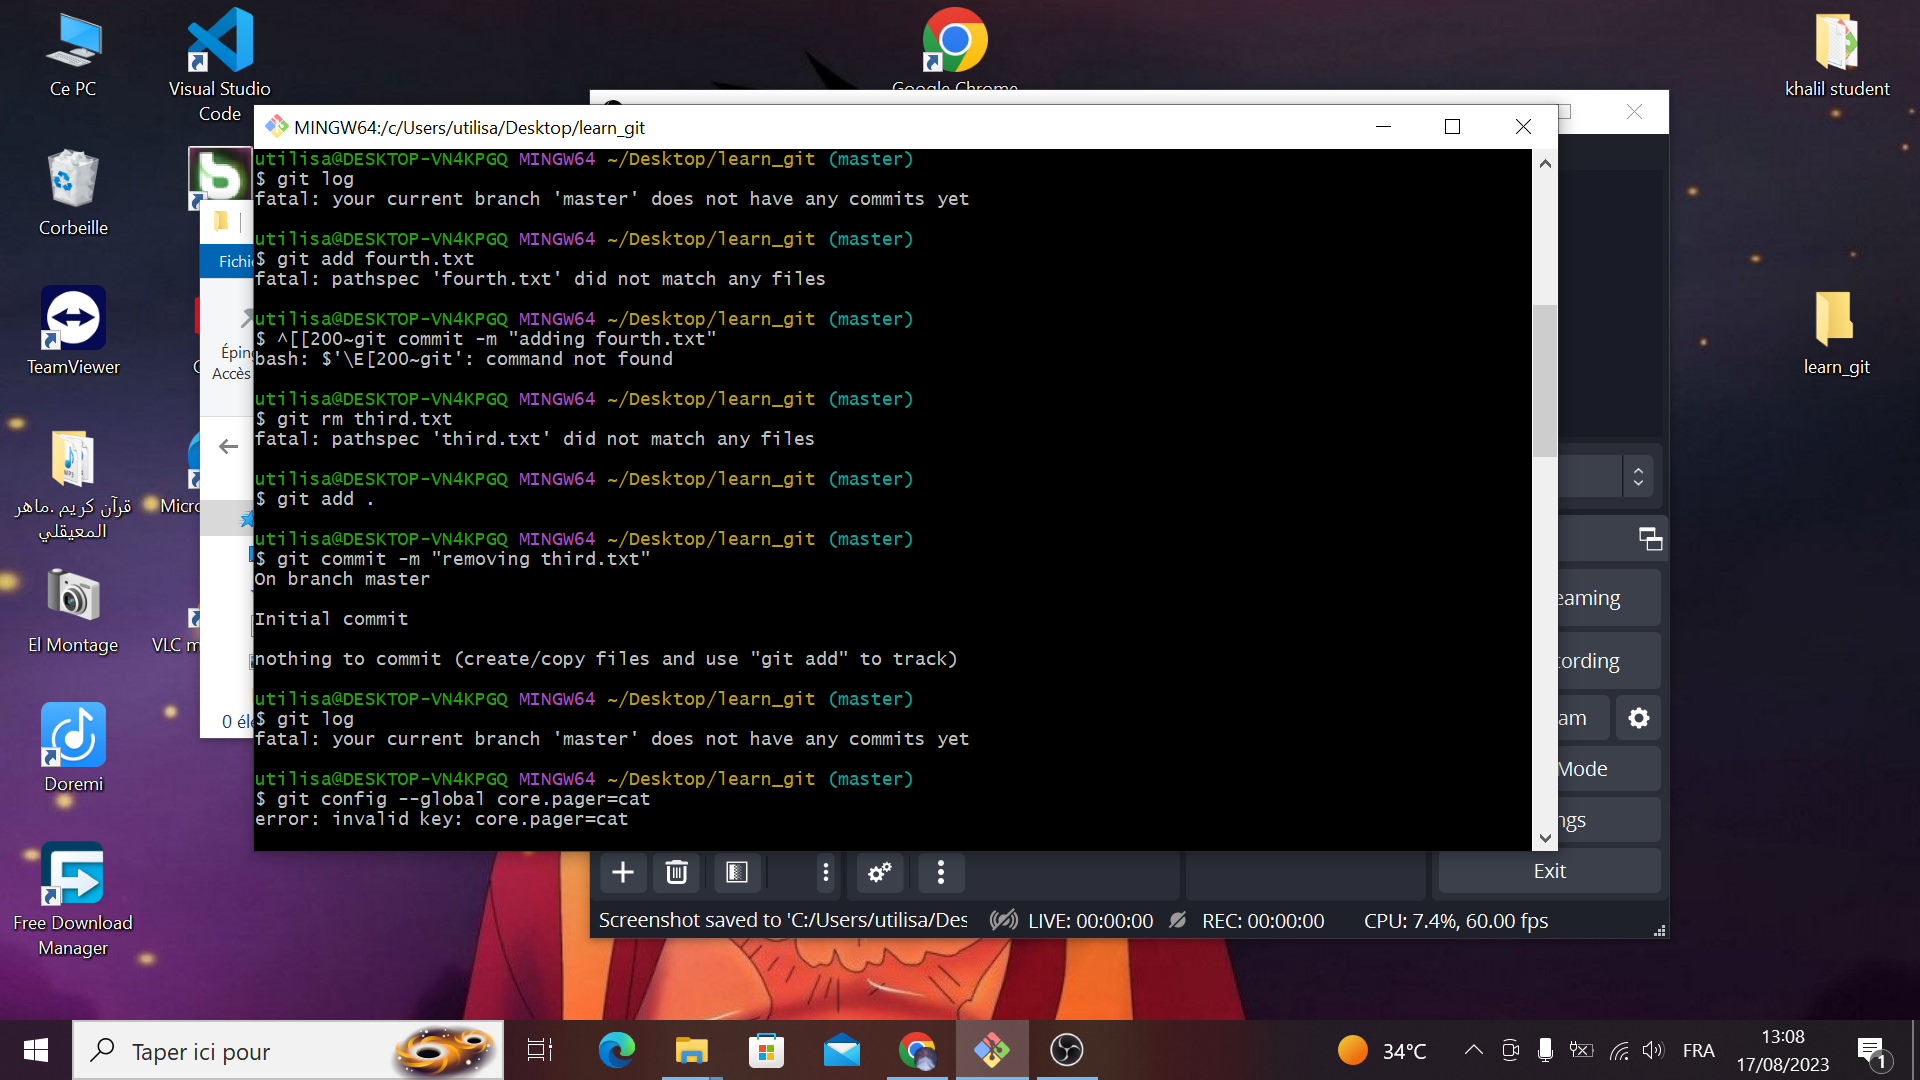 Ce PC
Visual Studio
Code
Google Chrome
khalil student
Corbeille
TeamViewer
learn_git
قرآن كريم .ماهر
المعيقلي
Micro
El Montage
VLC m
Doremi
Free Download
Manager
Fichi
Épin
Accès
0 élé
MINGW64:/c/Users/utilisa/Desktop/learn_git
utilisa@DESKTOP-VN4KPGQ MINGW64 ~/Desktop/learn_git (master)
$ git log
fatal: your current branch 'master' does not have any commits yet
utilisa@DESKTOP-VN4KPGQ MINGW64 ~/Desktop/learn_git (master)
$ git add fourth.txt
fatal: pathspec 'fourth.txt' did not match any files
utilisa@DESKTOP-VN4KPGQ MINGW64 ~/Desktop/learn_git (master)
$ ^[[200~git commit -m "adding fourth.txt"
bash: $'\E[200~git': command not found
utilisa@DESKTOP-VN4KPGQ MINGW64 ~/Desktop/learn_git (master)
$ git rm third.txt
fatal: pathspec 'third.txt' did not match any files
utilisa@DESKTOP-VN4KPGQ MINGW64 ~/Desktop/learn_git (master)
$ git add .
utilisa@DESKTOP-VN4KPGQ MINGW64 ~/Desktop/learn_git (master)
$ git commit -m "removing third.txt"
On branch master
Initial commit
nothing to commit (create/copy files and use "git add" to track)
utilisa@DESKTOP-VN4KPGQ MINGW64 ~/Desktop/learn_git (master)
$ git log
fatal: your current branch 'master' does not have any commits yet
utilisa@DESKTOP-VN4KPGQ MINGW64 ~/Desktop/learn_git (master)
$ git config --global core.pager=cat
error: invalid key: core.pager=cat
eaming
cording
am
Mode
ngs
Exit
Screenshot saved to 'C:/Users/utilisa/Des LIVE: 00:00:00 REC: 00:00:00 CPU: 7.4%, 60.00 fps
Taper ici pour
34°C
FRA
13:08
17/08/2023
1